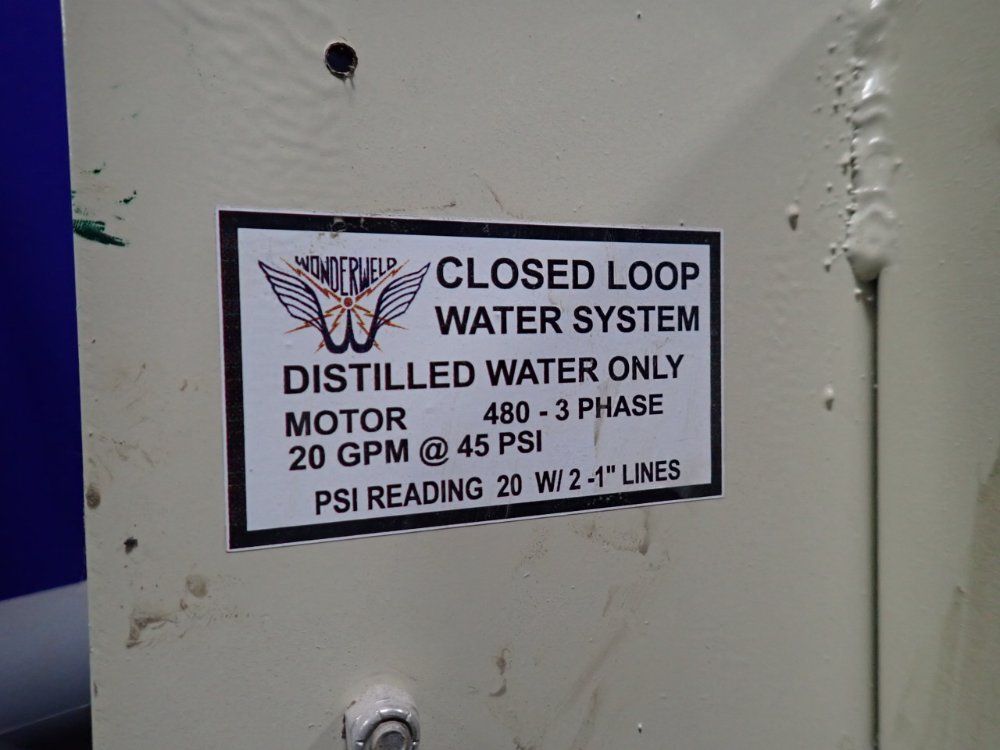 WONDERWELD
CLOSED LOOP
WATER SYSTEM
DISTILLED WATER ONLY
MOTOR 480 - 3 PHASE
20 GPM @ 45 PSI
PSI READING 20 W/ 2 -1" LINES